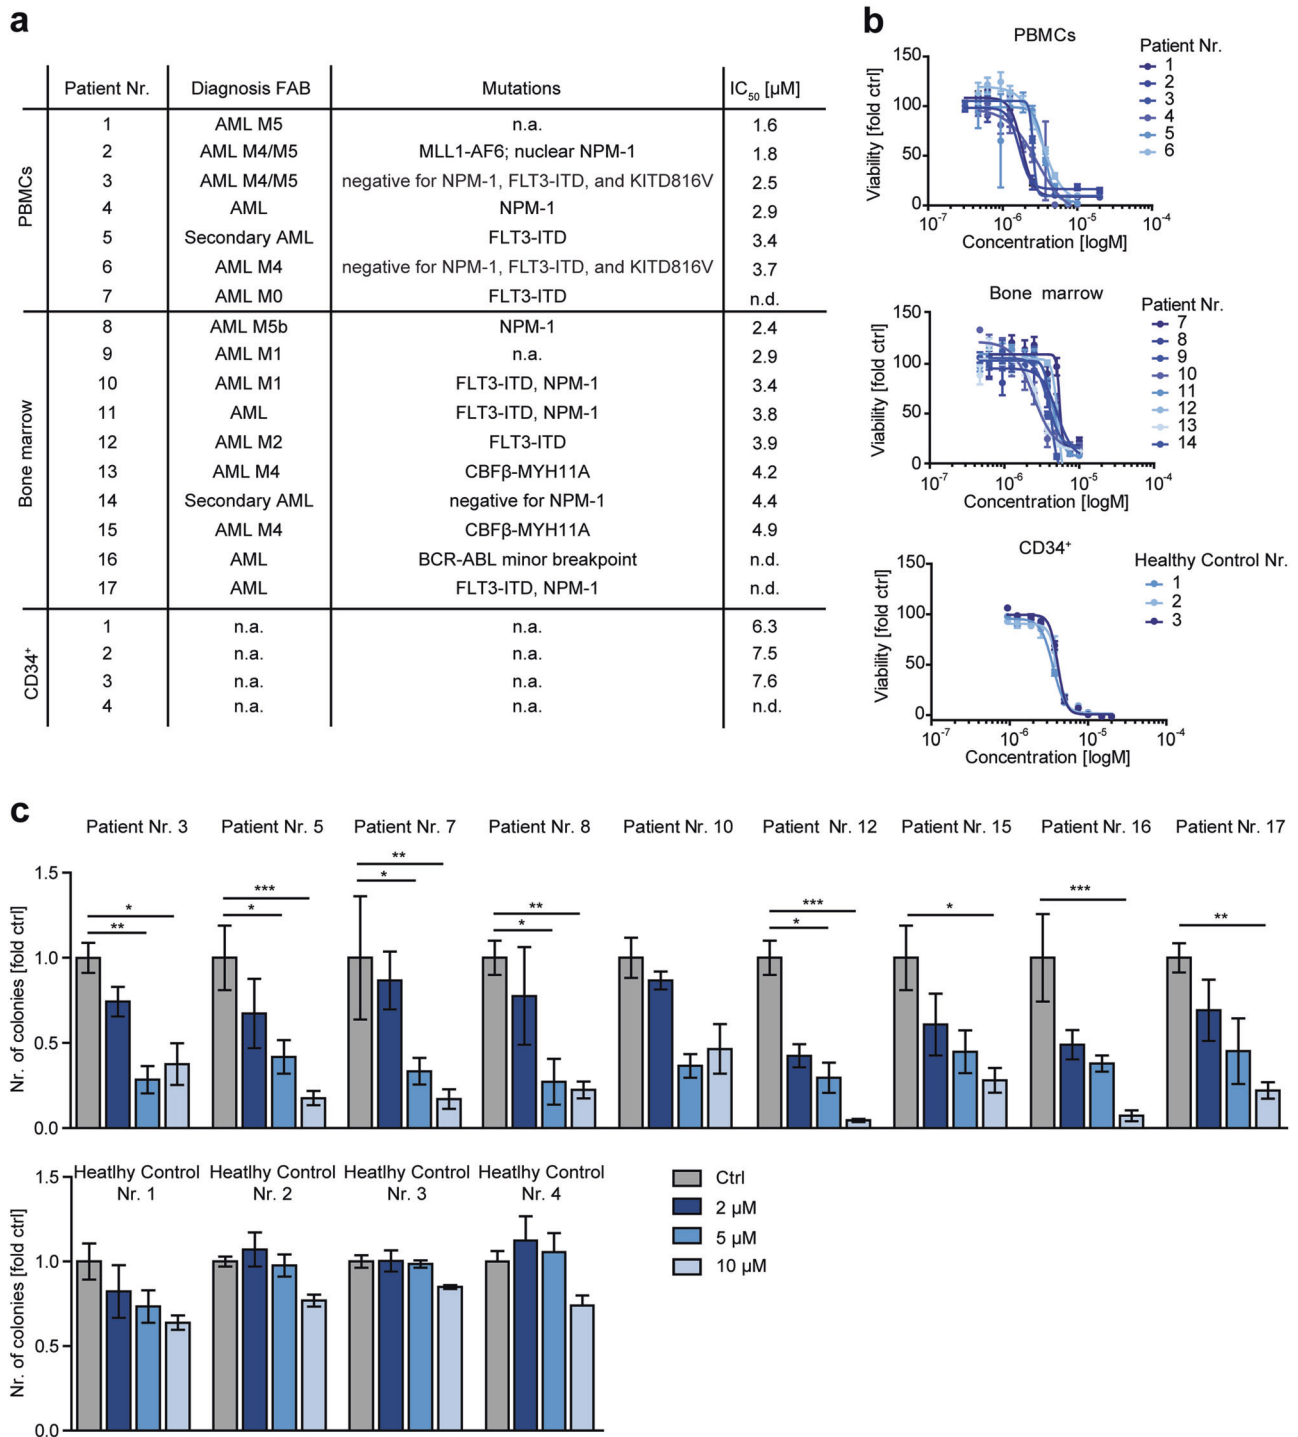 a
Patient Nr. Diagnosis FAB Mutations IC50 [µM]
PBMCs
1 AML M5 n.a. 1.6
2 AML M4/M5 MLL1-AF6; nuclear NPM-1 1.8
3 AML M4/M5 negative for NPM-1, FLT3-ITD, and KITD816V 2.5
4 AML NPM-1 2.9
5 Secondary AML FLT3-ITD 3.4
6 AML M4 negative for NPM-1, FLT3-ITD, and KITD816V 3.7
7 AML M0 FLT3-ITD n.d.
Bone marrow
8 AML M5b NPM-1 2.4
9 AML M1 n.a. 2.9
10 AML M1 FLT3-ITD, NPM-1 3.4
11 AML FLT3-ITD, NPM-1 3.8
12 AML M2 FLT3-ITD 3.9
13 AML M4 CBFβ-MYH11A 4.2
14 Secondary AML negative for NPM-1 4.4
15 AML M4 CBFβ-MYH11A 4.9
16 AML BCR-ABL minor breakpoint n.d.
17 AML FLT3-ITD, NPM-1 n.d.
CD34+
1 n.a. n.a. 6.3
2 n.a. n.a. 7.5
3 n.a. n.a. 7.6
4 n.a. n.a. n.d.
b
PBMCs
Viability [fold ctrl]
150
100
50
0
10-7 10-6 10-5 10-4
Concentration [logM]
Patient Nr.
1
2
3
4
5
6
Bone marrow
Viability [fold ctrl]
150
100
50
0
10-7 10-6 10-5 10-4
Concentration [logM]
Patient Nr.
7
8
9
10
11
12
13
14
CD34+
Viability [fold ctrl]
150
100
50
0
10-7 10-6 10-5 10-4
Concentration [logM]
Healthy Control Nr.
1
2
3
c
Patient Nr. 3 Patient Nr. 5 Patient Nr. 7 Patient Nr. 8 Patient Nr. 10 Patient Nr. 12 Patient Nr. 15 Patient Nr. 16 Patient Nr. 17
Nr. of colonies [fold ctrl]
1.5
1.0
0.5
0.0
* ** *** * ** * ** * *** * * *** **
Heatlhy Control Heatlhy Control Heatlhy Control Heatlhy Control
Nr. 1 Nr. 2 Nr. 3 Nr. 4
Nr. of colonies [fold ctrl]
1.5
1.0
0.5
0.0
Ctrl
2 µM
5 µM
10 µM